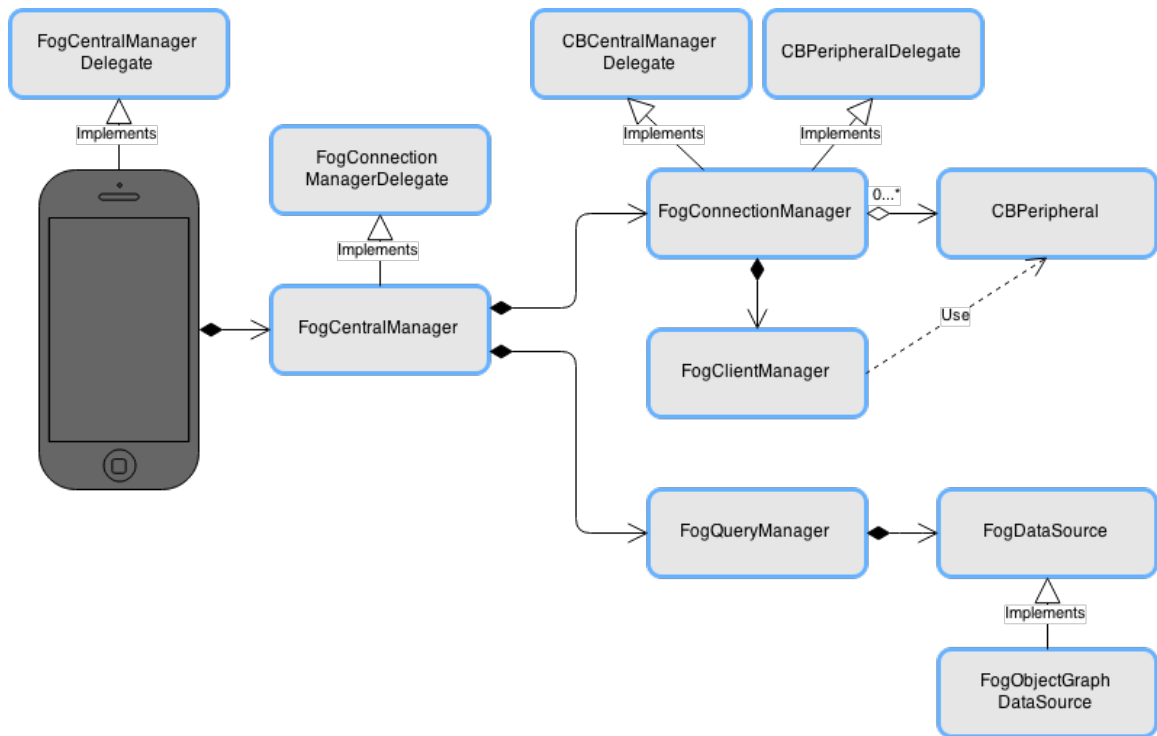 FogCentralManager
Delegate
CBCentralManager
Delegate
CBPeripheralDelegate
Implements
Implements
Implements
FogConnection
ManagerDelegate
FogConnectionManager
0...*
CBPeripheral
Implements
FogCentralManager
Use
FogClientManager
FogQueryManager
FogDataSource
Implements
FogObjectGraph
DataSource